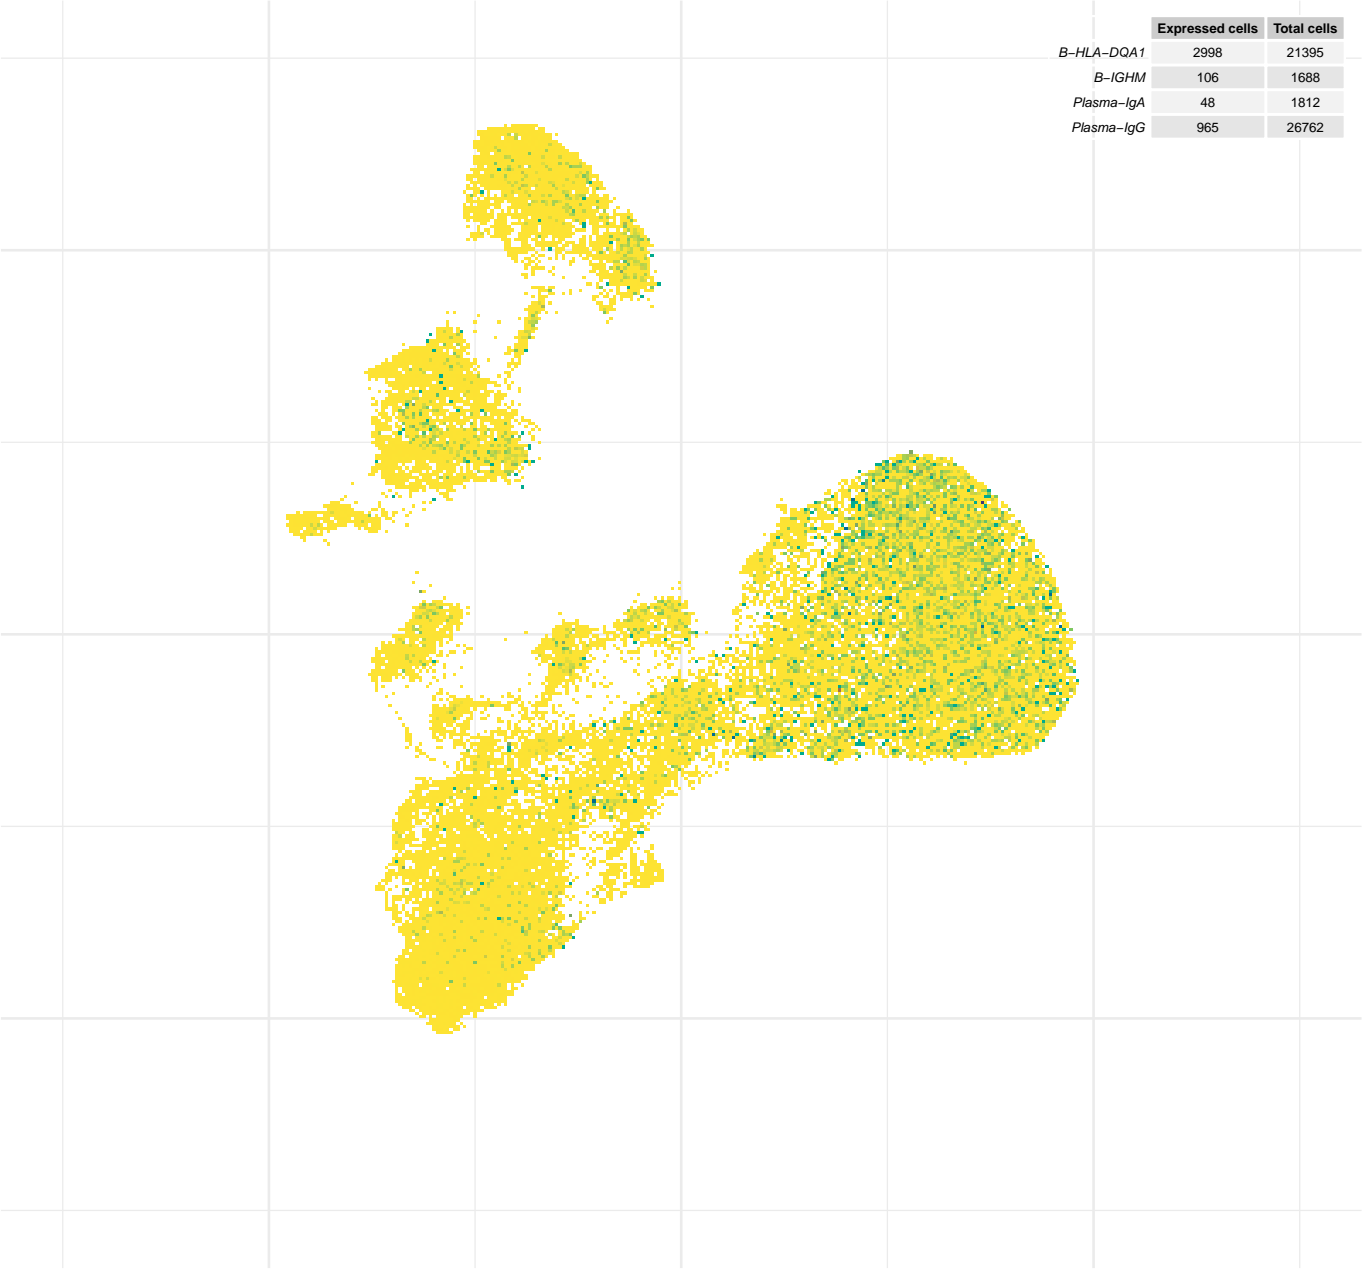 Expressed cells Total cells
B−HLA−DQA1 2998 21395
B−IGHM 106 1688
Plasma−IgA 48 1812
Plasma−IgG 965 26762